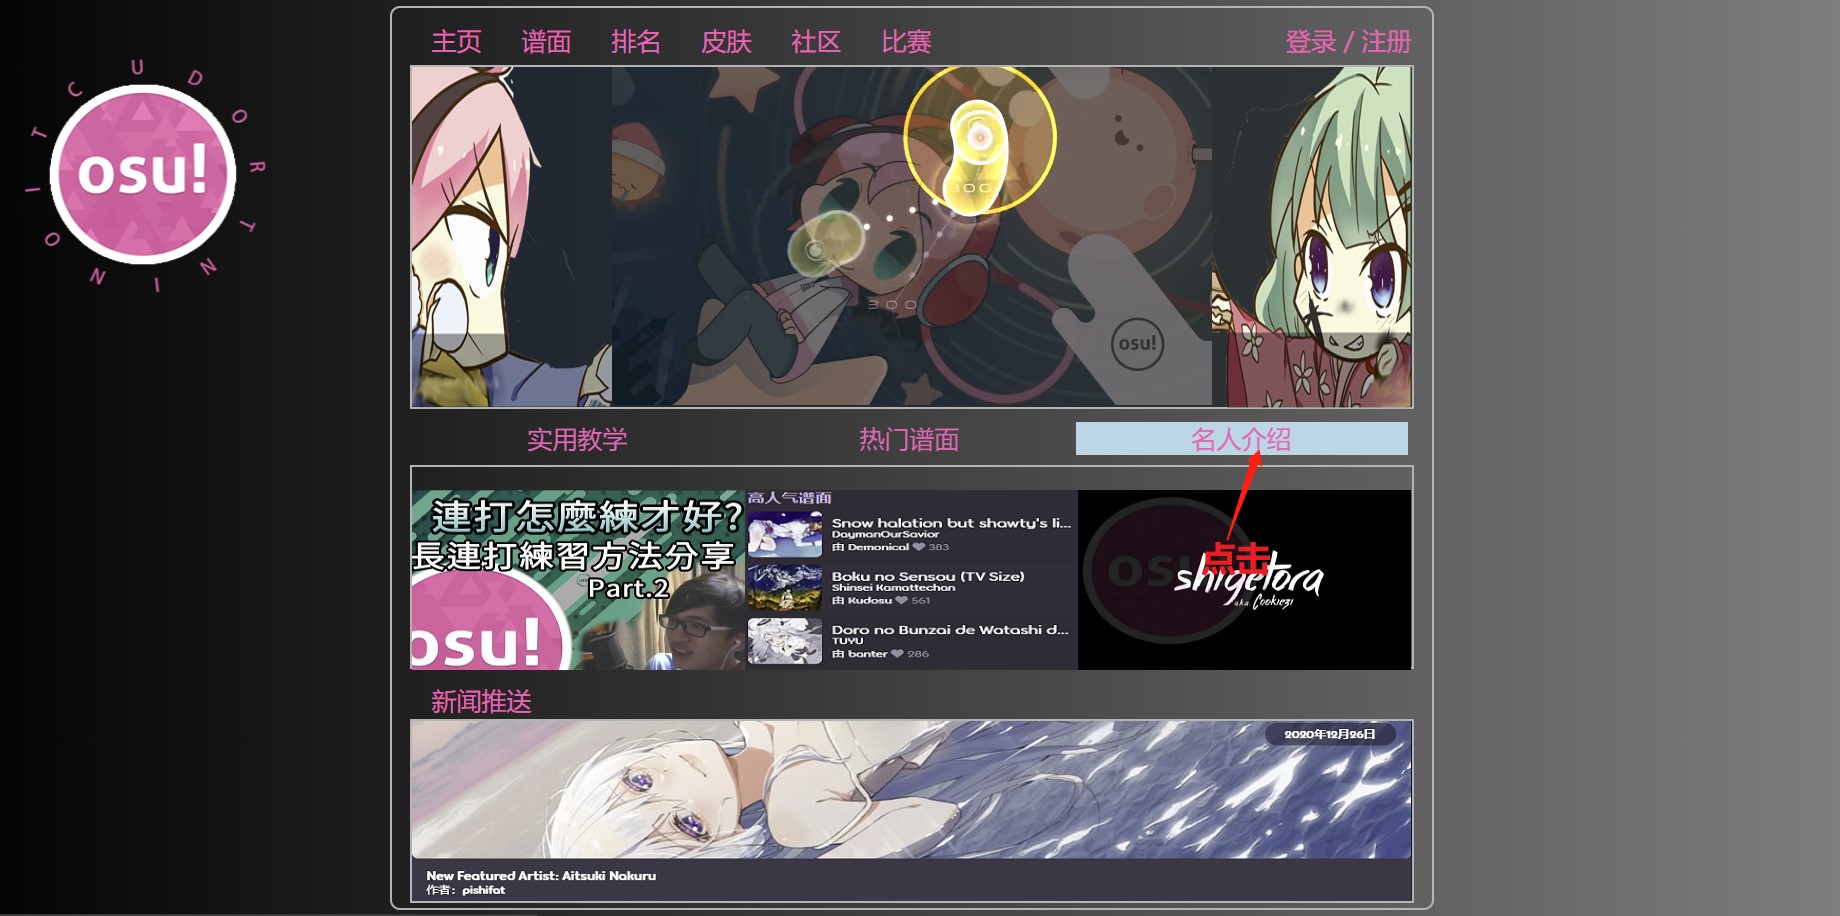 主页 谱面 排名 皮肤 社区 比赛 登录 / 注册
INTRODUCTION
osu!
300
300
osu!
实用教学 热门谱面 名人介绍
連打怎麼練才好?
長連打練習方法分享
Part.2
osu!
高人气谱面
Snow halation but shawty's li...
DaymanOurSavior
由 Demonical 383
Boku no Sensou (TV Size)
Shinsei Kamattechan
由 Kudosu 561
Doro no Bunzai de Watashi d...
TUYU
由 banter 286
点击
shigetora
a.k.a. Cookiezi
新闻推送
2020年12月26日
New Featured Artist: Aitsuki Nakuru
作者：pishifat